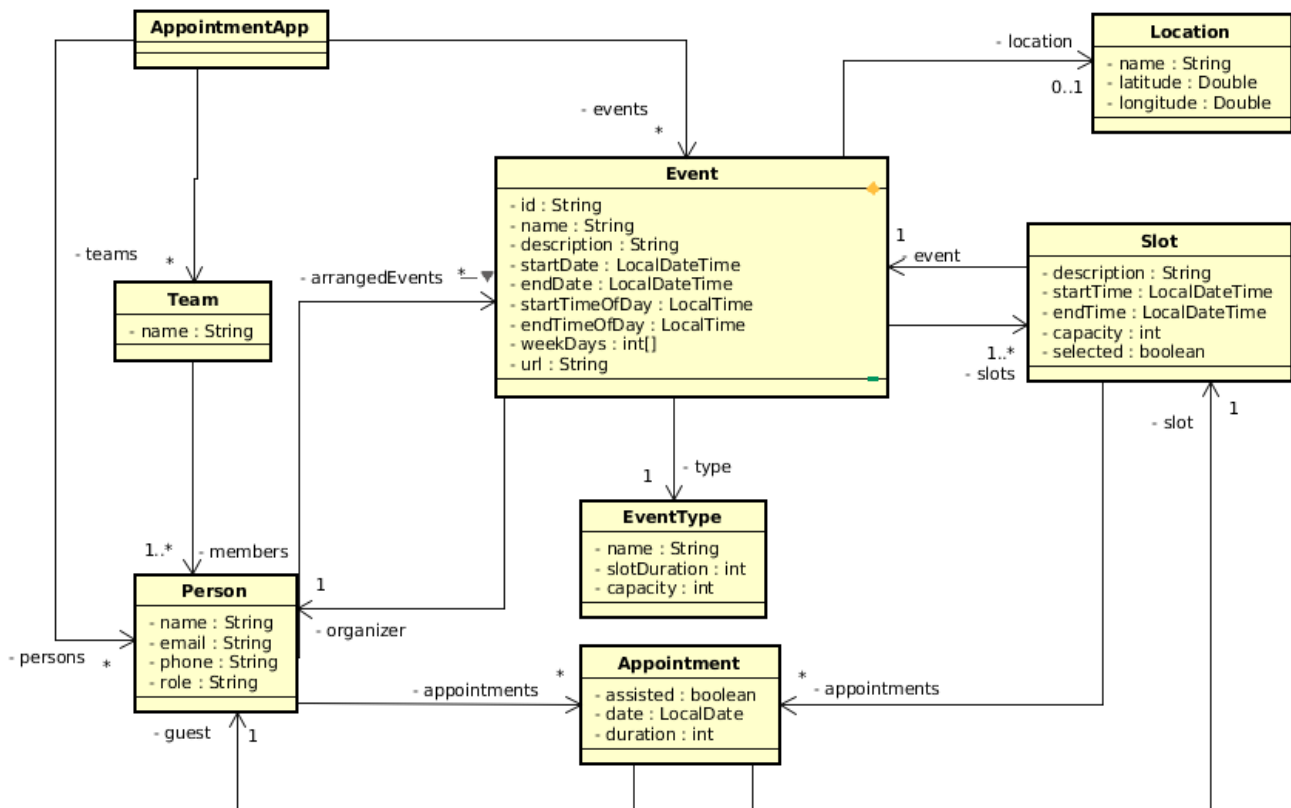 AppointmentApp
- location
Location
- name : String
- latitude : Double
- longitude : Double
0..1
- events
*
Event
- id : String
- name : String
- description : String
- startDate : LocalDateTime
- endDate : LocalDateTime
- startTimeOfDay : LocalTime
- endTimeOfDay : LocalTime
- weekDays : int[]
- url : String
1
- event
Slot
- description : String
- startTime : LocalDateTime
- endTime : LocalDateTime
- capacity : int
- selected : boolean
- teams
*
- arrangedEvents
*
Team
- name : String
1..*
- slots
- slot
1
- type
1
EventType
- name : String
- slotDuration : int
- capacity : int
1..*
- members
Person
- name : String
- email : String
- phone : String
- role : String
1
- organizer
- persons
*
- appointments
*
Appointment
- assisted : boolean
- date : LocalDate
- duration : int
*
- appointments
- guest
1